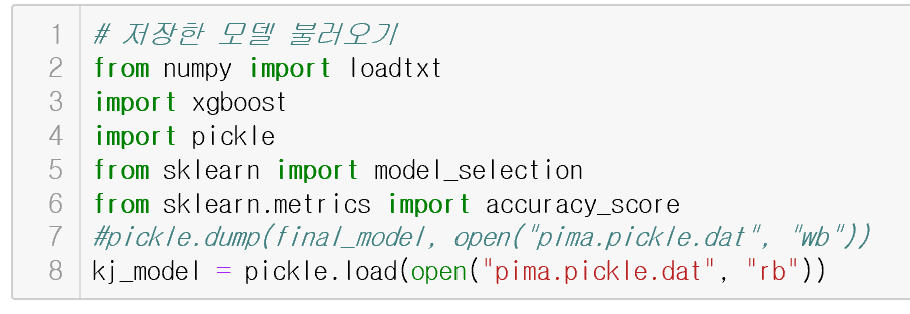 1 # 저장한 모델 불러오기
2 from numpy import loadtxt
3 import xgboost
4 import pickle
5 from sklearn import model_selection
6 from sklearn.metrics import accuracy_score
7 #pickle.dump(final_model, open("pima.pickle.dat", "wb"))
8 kj_model = pickle.load(open("pima.pickle.dat", "rb"))